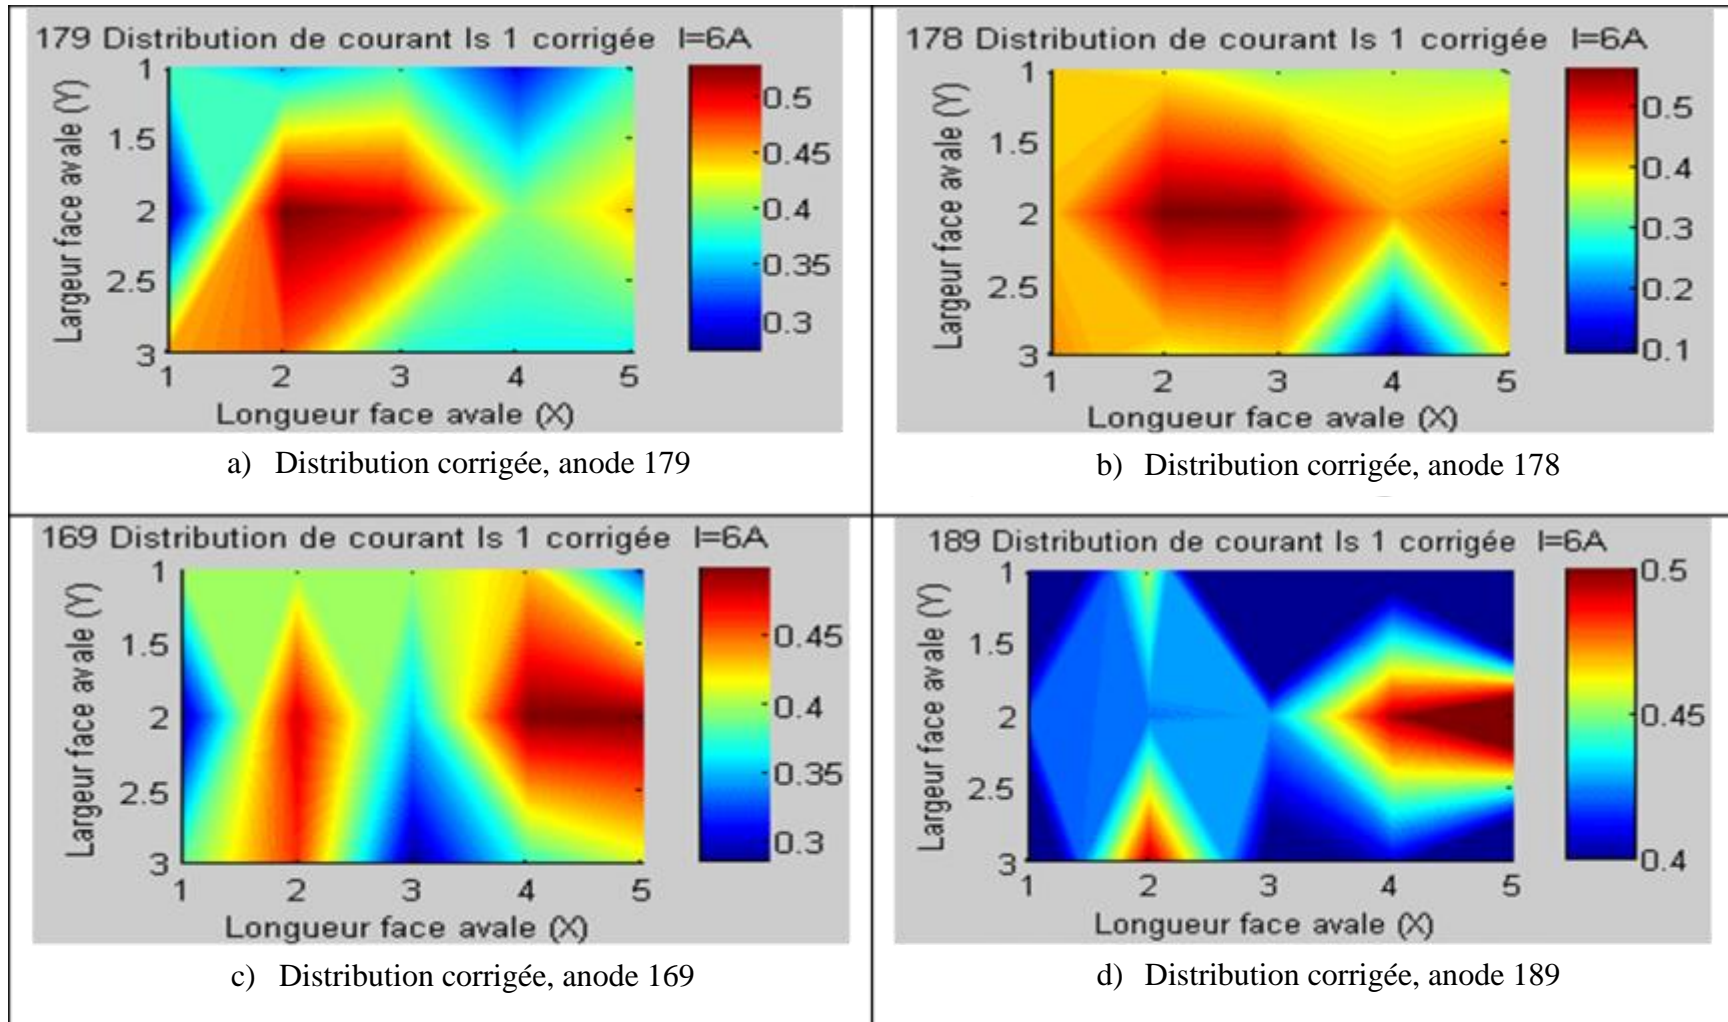 179 Distribution de courant Is 1 corrigée I=6A
Largeur face avale (Y)
1
1.5
2
2.5
3
1 2 3 4 5
Longueur face avale (X)
0.5
0.45
0.4
0.35
0.3
a) Distribution corrigée, anode 179
178 Distribution de courant Is 1 corrigée I=6A
Largeur face avale (Y)
1
1.5
2
2.5
3
1 2 3 4 5
Longueur face avale (X)
0.5
0.4
0.3
0.2
0.1
b) Distribution corrigée, anode 178
169 Distribution de courant Is 1 corrigée I=6A
Largeur face avale (Y)
1
1.5
2
2.5
3
1 2 3 4 5
Longueur face avale (X)
0.45
0.4
0.35
0.3
c) Distribution corrigée, anode 169
189 Distribution de courant Is 1 corrigée I=6A
Largeur face avale (Y)
1
1.5
2
2.5
3
1 2 3 4 5
Longueur face avale (X)
0.5
0.45
0.4
d) Distribution corrigée, anode 189